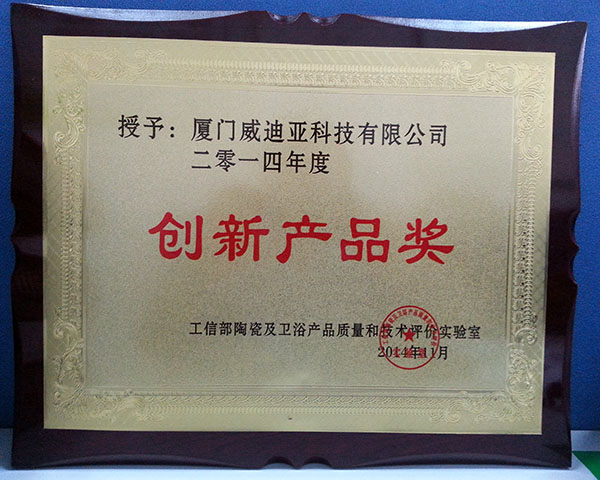 授予：厦门威迪亚科技有限公司
二零一四年度
创新产品奖
工信部陶瓷及卫浴产品质量和技术评价实验室
2014年11月